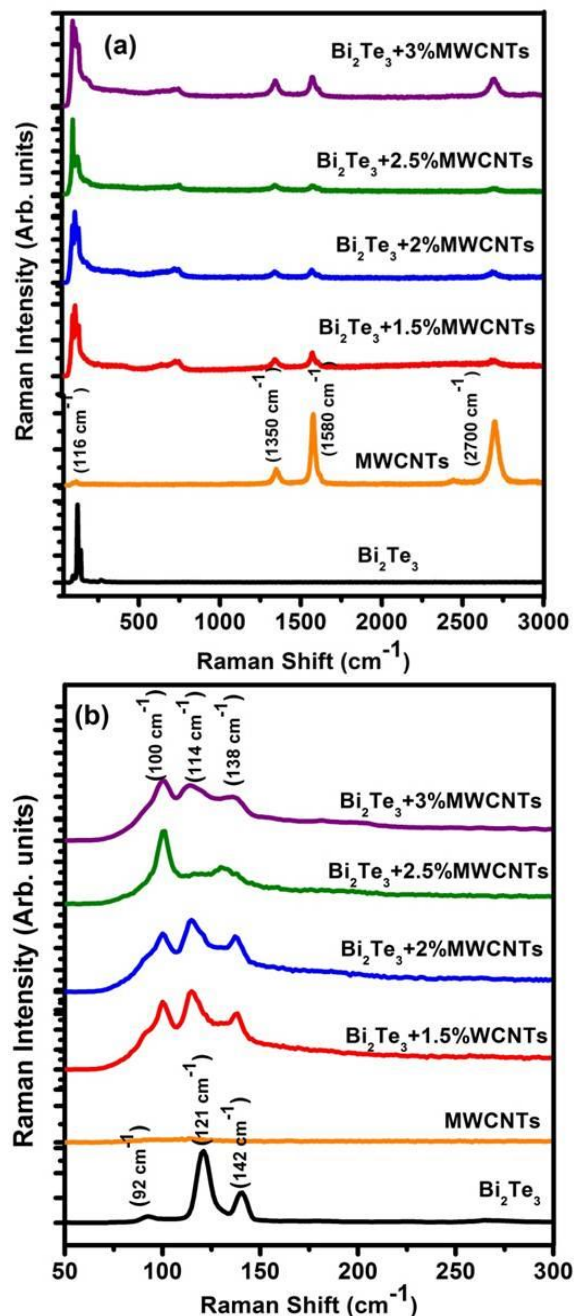 (a)
Bi₂Te₃+3%MWCNTs
Bi₂Te₃+2.5%MWCNTs
Bi₂Te₃+2%MWCNTs
Bi₂Te₃+1.5%MWCNTs
(116 cm⁻¹)
(1350 cm⁻¹)
(1580 cm⁻¹)
(2700 cm⁻¹)
MWCNTs
Bi₂Te₃
Raman Intensity (Arb. units)
500 1000 1500 2000 2500 3000
Raman Shift (cm⁻¹)
(b)
(100 cm⁻¹)
(114 cm⁻¹)
(138 cm⁻¹)
Bi₂Te₃+3%MWCNTs
Bi₂Te₃+2.5%MWCNTs
Bi₂Te₃+2%MWCNTs
Bi₂Te₃+1.5%WCNTs
(92 cm⁻¹)
(121 cm⁻¹)
(142 cm⁻¹)
MWCNTs
Bi₂Te₃
Raman Intensity (Arb. units)
50 100 150 200 250 300
Raman Shift (cm⁻¹)